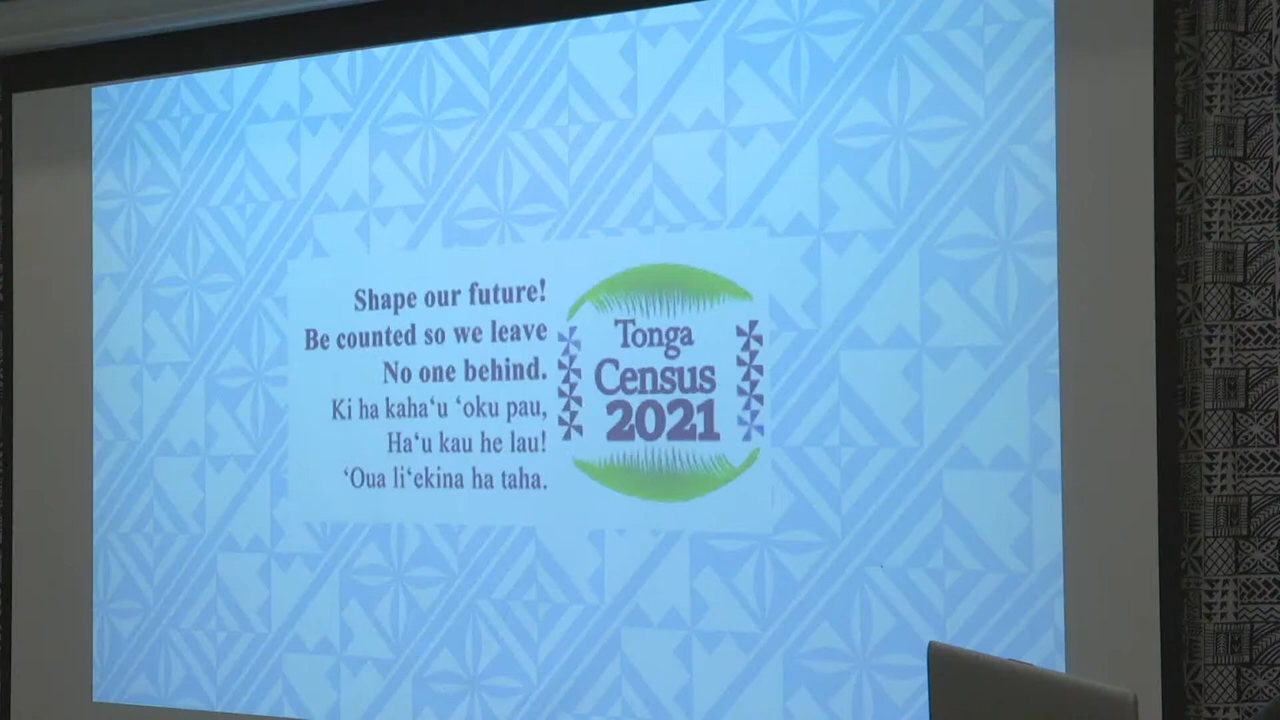 Shape our future!
Be counted so we leave
No one behind.
Ki ha kaha‘u ‘oku pau,
Ha‘u kau he lau!
‘Oua li‘ekina ha taha.
Tonga
Census
2021